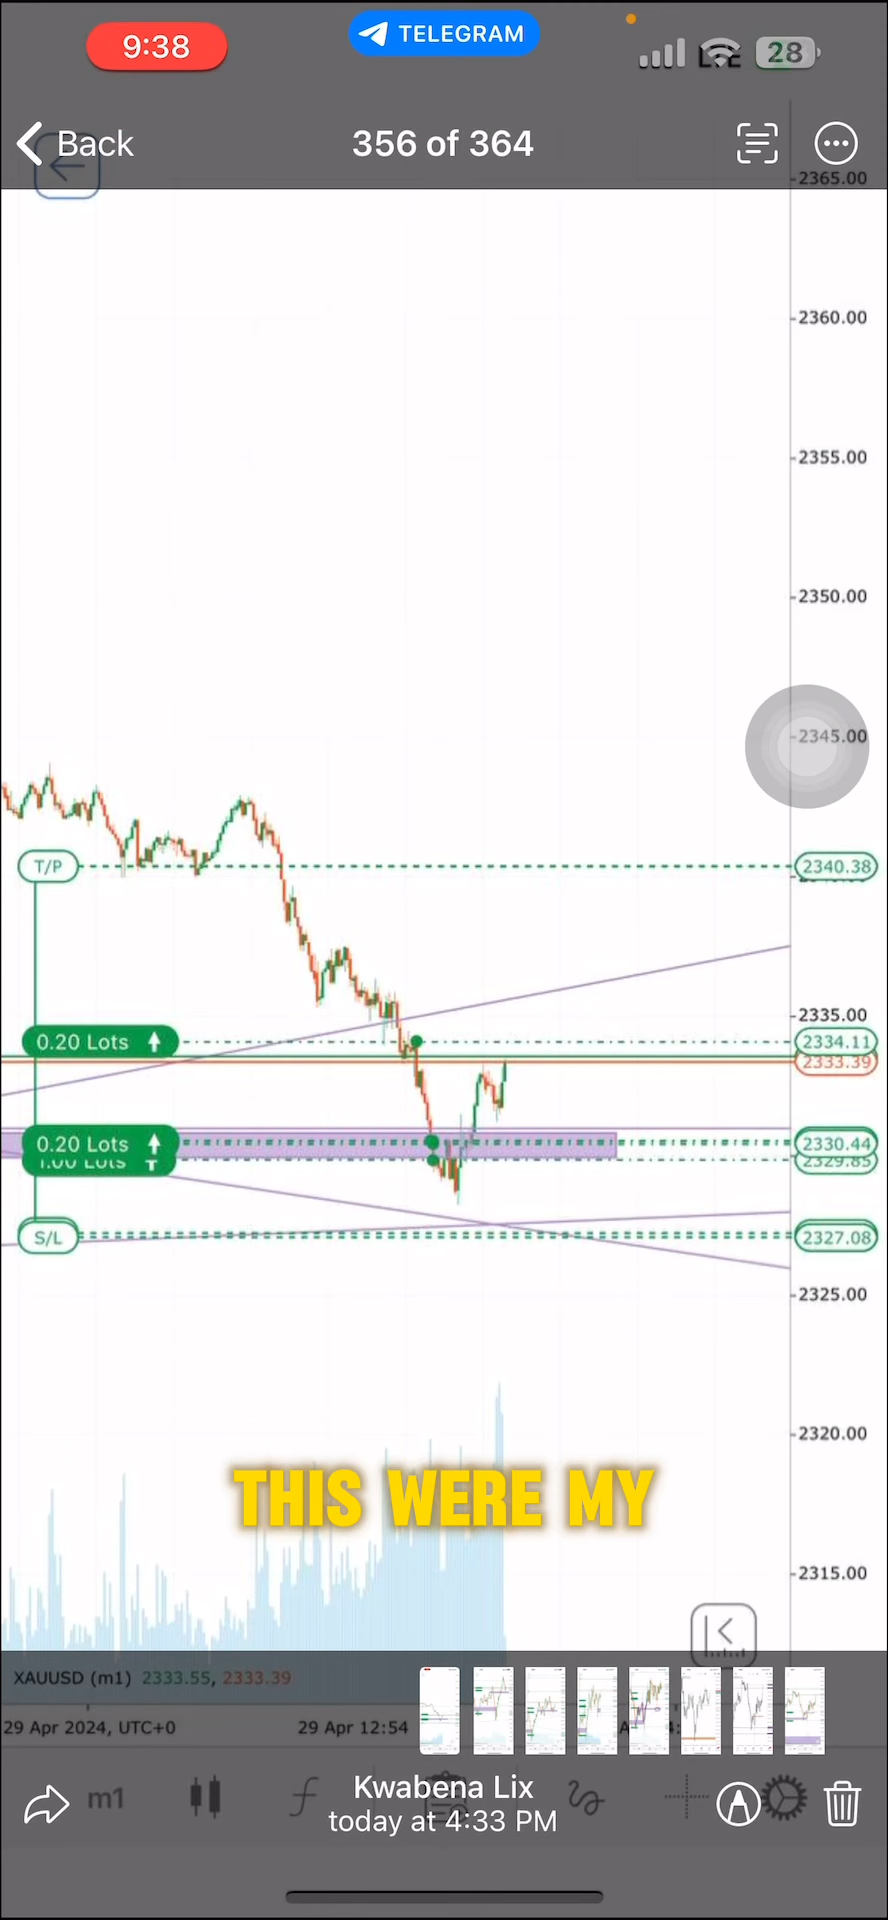 9:38
TELEGRAM
28
Back
356 of 364
2365.00
2360.00
2355.00
2350.00
2345.00
T/P
2340.38
2335.00
0.20 Lots
2334.11
2333.39
0.20 Lots
2330.44
1.00 Lots
2329.85
S/L
2327.08
2325.00
2320.00
THIS WERE MY
2315.00
XAUUSD (m1) 2333.55, 2333.39
29 Apr 2024, UTC+0
29 Apr 12:54
m1
Kwabena Lix
today at 4:33 PM